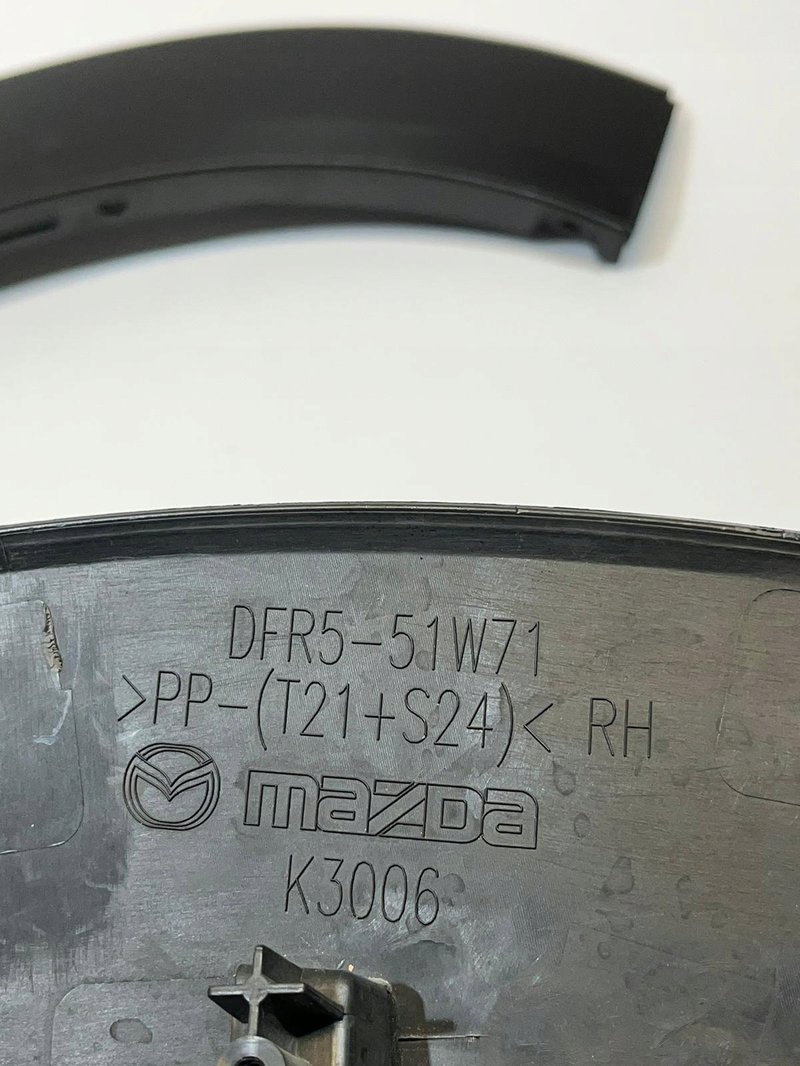 DFR5-51W71
>PP-(T21+S24)< RH
mazda
K3006